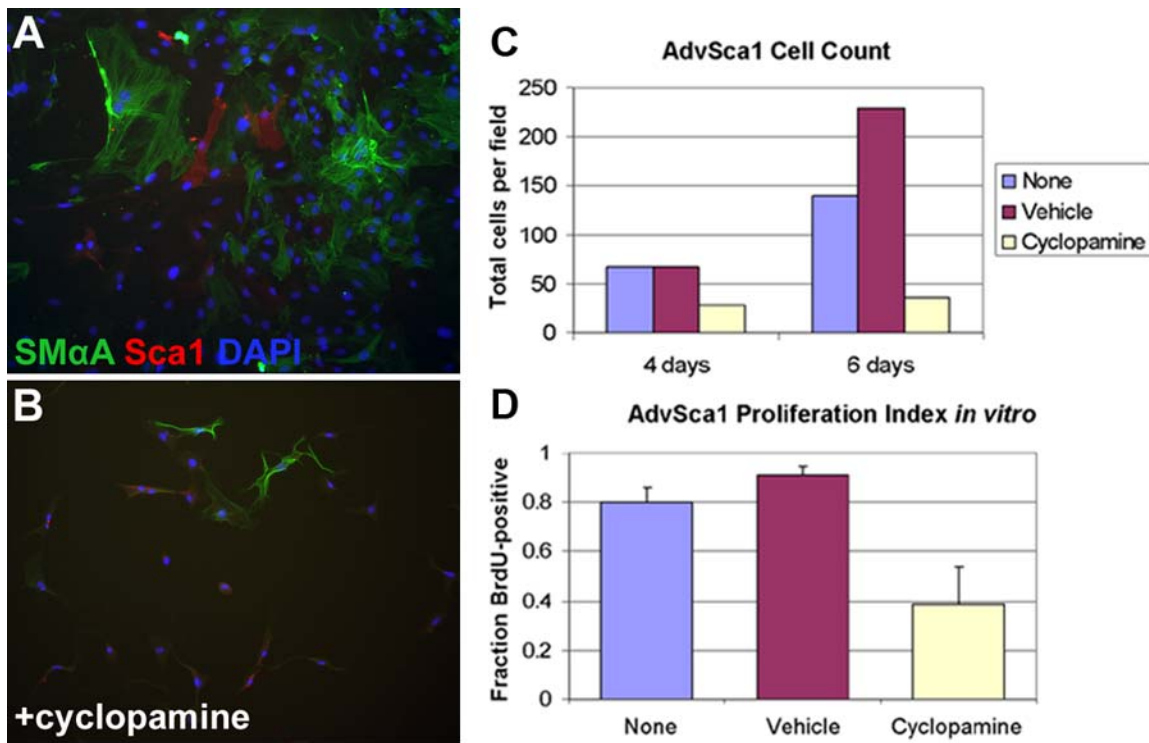 A
SMαA Sca1 DAPI
B
+cyclopamine
C
AdvSca1 Cell Count
Total cells per field
250
200
150
100
50
0
4 days
6 days
None
Vehicle
Cyclopamine
D
AdvSca1 Proliferation Index in vitro
Fraction BrdU-positive
1
0.8
0.6
0.4
0.2
0
None
Vehicle
Cyclopamine